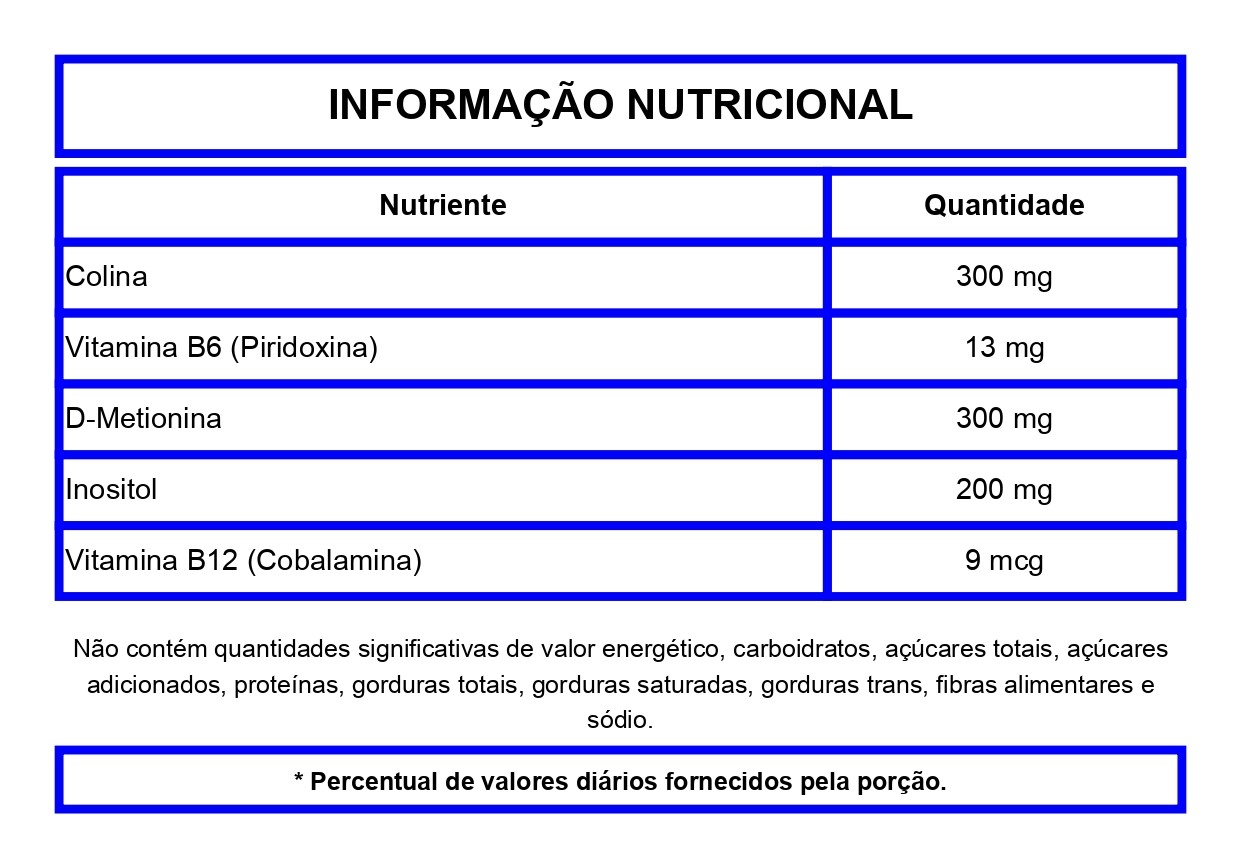 INFORMAÇÃO NUTRICIONAL
Nutriente Quantidade
Colina 300 mg
Vitamina B6 (Piridoxina) 13 mg
D-Metionina 300 mg
Inositol 200 mg
Vitamina B12 (Cobalamina) 9 mcg
Não contém quantidades significativas de valor energético, carboidratos, açúcares totais, açúcares
adicionados, proteínas, gorduras totais, gorduras saturadas, gorduras trans, fibras alimentares e
sódio.
* Percentual de valores diários fornecidos pela porção.